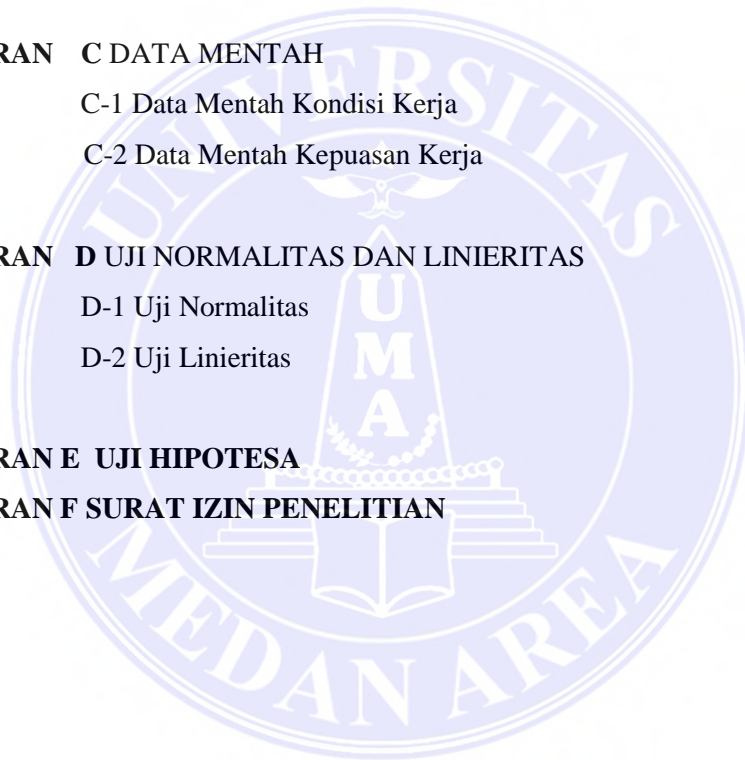 RAN C DATA MENTAH
C-1 Data Mentah Kondisi Kerja
C-2 Data Mentah Kepuasan Kerja
RAN D UJI NORMALITAS DAN LINIERITAS
D-1 Uji Normalitas
D-2 Uji Linieritas
RAN E UJI HIPOTESA
RAN F SURAT IZIN PENELITIAN
UNIVERSITAS
UMA
MEDAN AREA